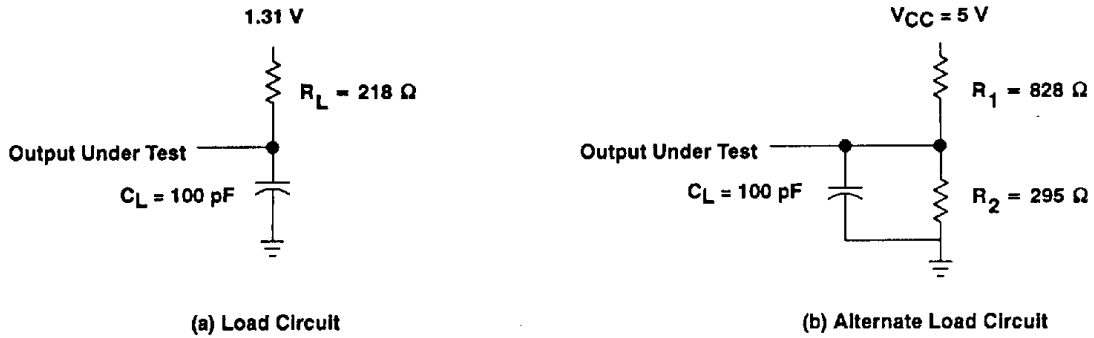 1.31 V
R_L = 218 Ω
Output Under Test
C_L = 100 pF
(a) Load Circuit
V_CC = 5 V
R_1 = 828 Ω
Output Under Test
C_L = 100 pF
R_2 = 295 Ω
(b) Alternate Load Circuit